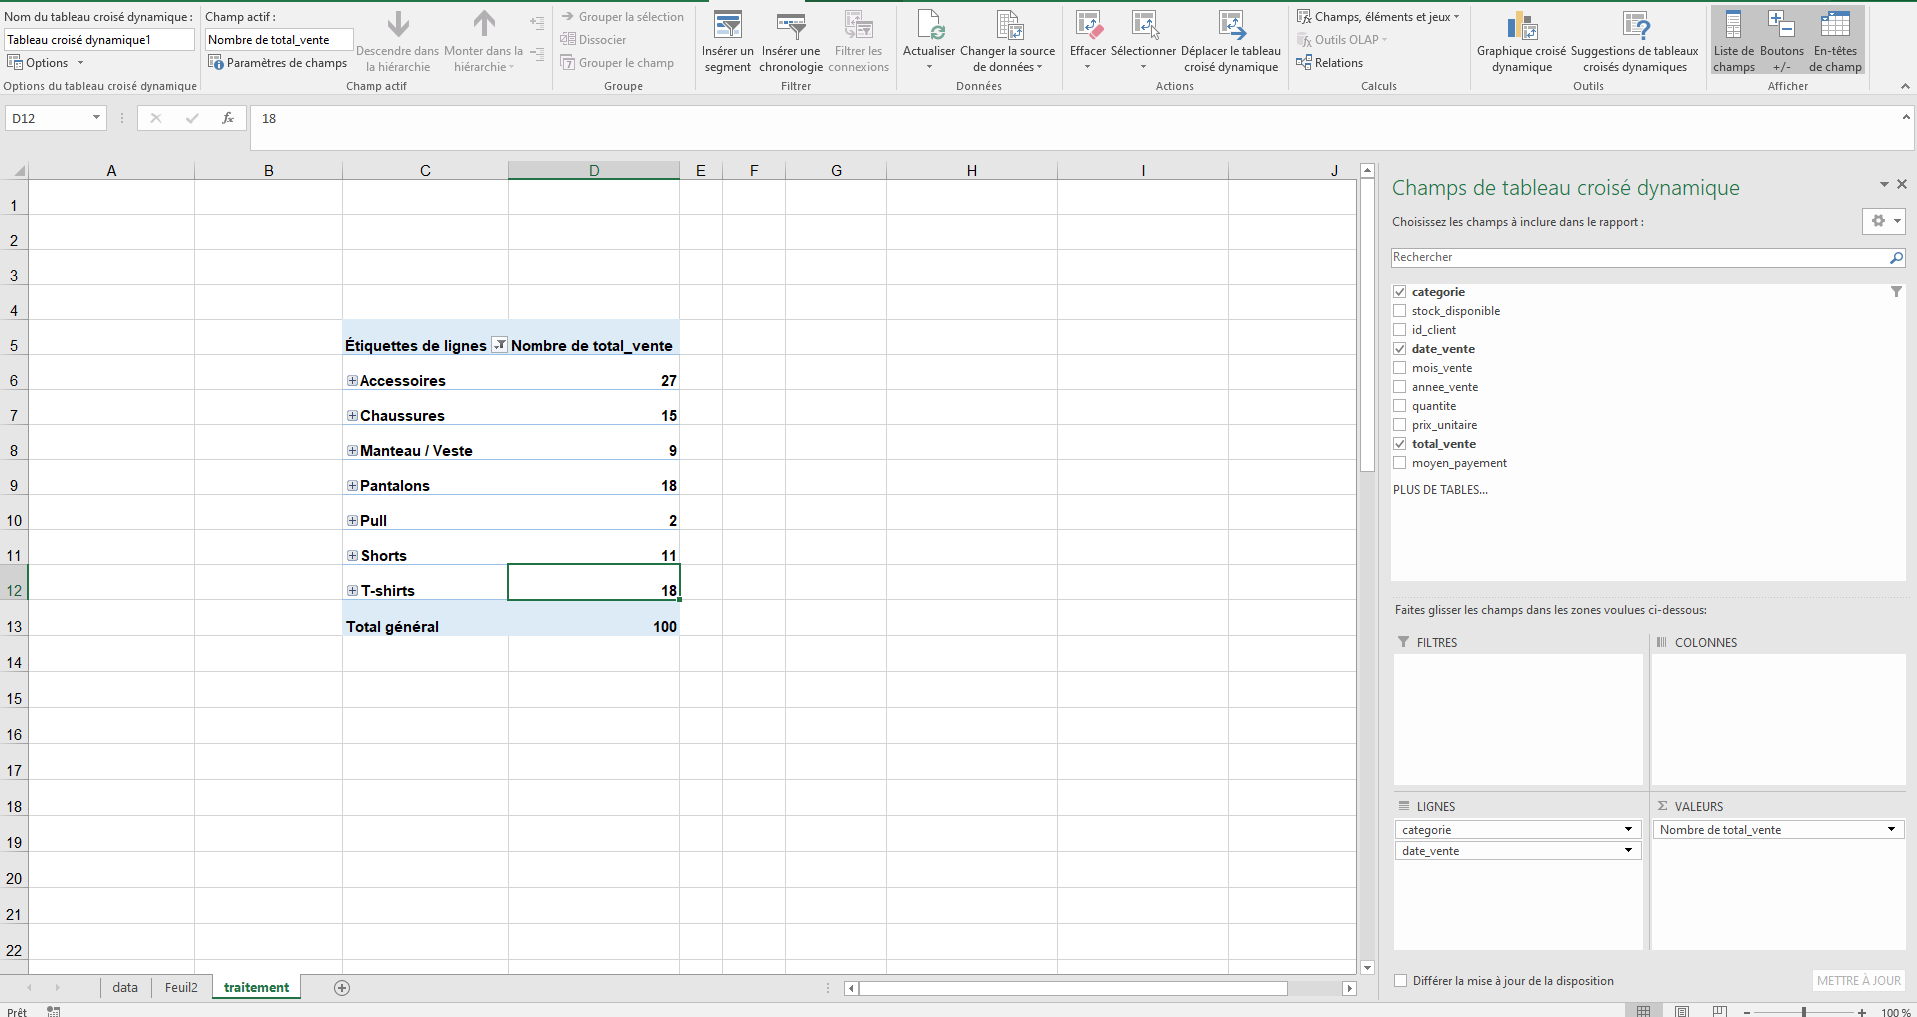 Nom du tableau croisé dynamique :
Tableau croisé dynamique1
Options
Options du tableau croisé dynamique
Champ actif :
Nombre de total_vente
Paramètres de champs
Descendre dans
la hiérarchie
Monter dans la
hiérarchie
Champ actif
Grouper la sélection
Dissocier
7 Grouper le champ
Groupe
Insérer un
segment
Insérer une
chronologie
Filtrer les
connexions
Filtrer
Actualiser
Changer la source
de données
Données
Effacer
Sélectionner
Déplacer le tableau
croisé dynamique
Actions
Champs, éléments et jeux
Outils OLAP
Relations
Calculs
Graphique croisé
dynamique
Suggestions de tableaux
croisés dynamiques
Outils
Liste de
champs
Boutons
+/-
En-têtes
de champ
Afficher
D12
fx
18
A B C D E F G H I J
1
2
3
4
5 Étiquettes de lignes Nombre de total_vente
6 Accessoires 27
7 Chaussures 15
8 Manteau / Veste 9
9 Pantalons 18
10 Pull 2
11 Shorts 11
12 T-shirts 18
13 Total général 100
14
15
16
17
18
19
20
21
22
data Feuil2 traitement
Prêt
Champs de tableau croisé dynamique
Choisissez les champs à inclure dans le rapport :
Rechercher
categorie
stock_disponible
id_client
date_vente
mois_vente
annee_vente
quantite
prix_unitaire
total_vente
moyen_payement
PLUS DE TABLES...
Faites glisser les champs dans les zones voulues ci-dessous:
FILTRES
COLONNES
LIGNES
categorie
date_vente
Σ VALEURS
Nombre de total_vente
Différer la mise à jour de la disposition
METTRE À JOUR
100 %